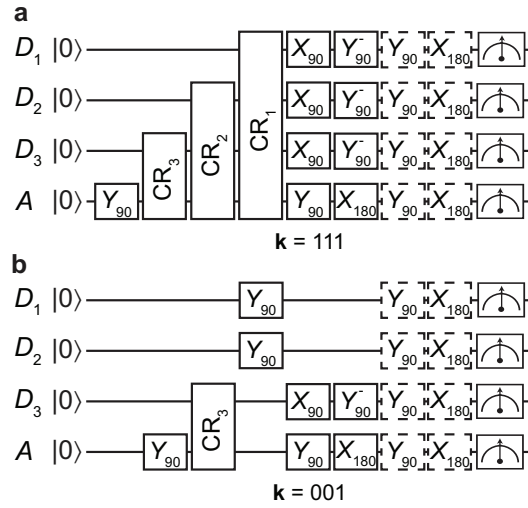 a
D₁ |0⟩ X₉₀ Y⁻₉₀ Y₉₀ X₁₈₀
D₂ |0⟩ X₉₀ Y⁻₉₀ Y₉₀ X₁₈₀
D₃ |0⟩ X₉₀ Y⁻₉₀ Y₉₀ X₁₈₀
A |0⟩ Y₉₀ CR₃ CR₂ CR₁ Y₉₀ X₁₈₀ Y₉₀ X₁₈₀
k = 111
b
D₁ |0⟩ Y₉₀ Y₉₀ X₁₈₀
D₂ |0⟩ Y₉₀ Y₉₀ X₁₈₀
D₃ |0⟩ CR₃ X₉₀ Y⁻₉₀ Y₉₀ X₁₈₀
A |0⟩ Y₉₀ Y₉₀ X₁₈₀ Y₉₀ X₁₈₀
k = 001